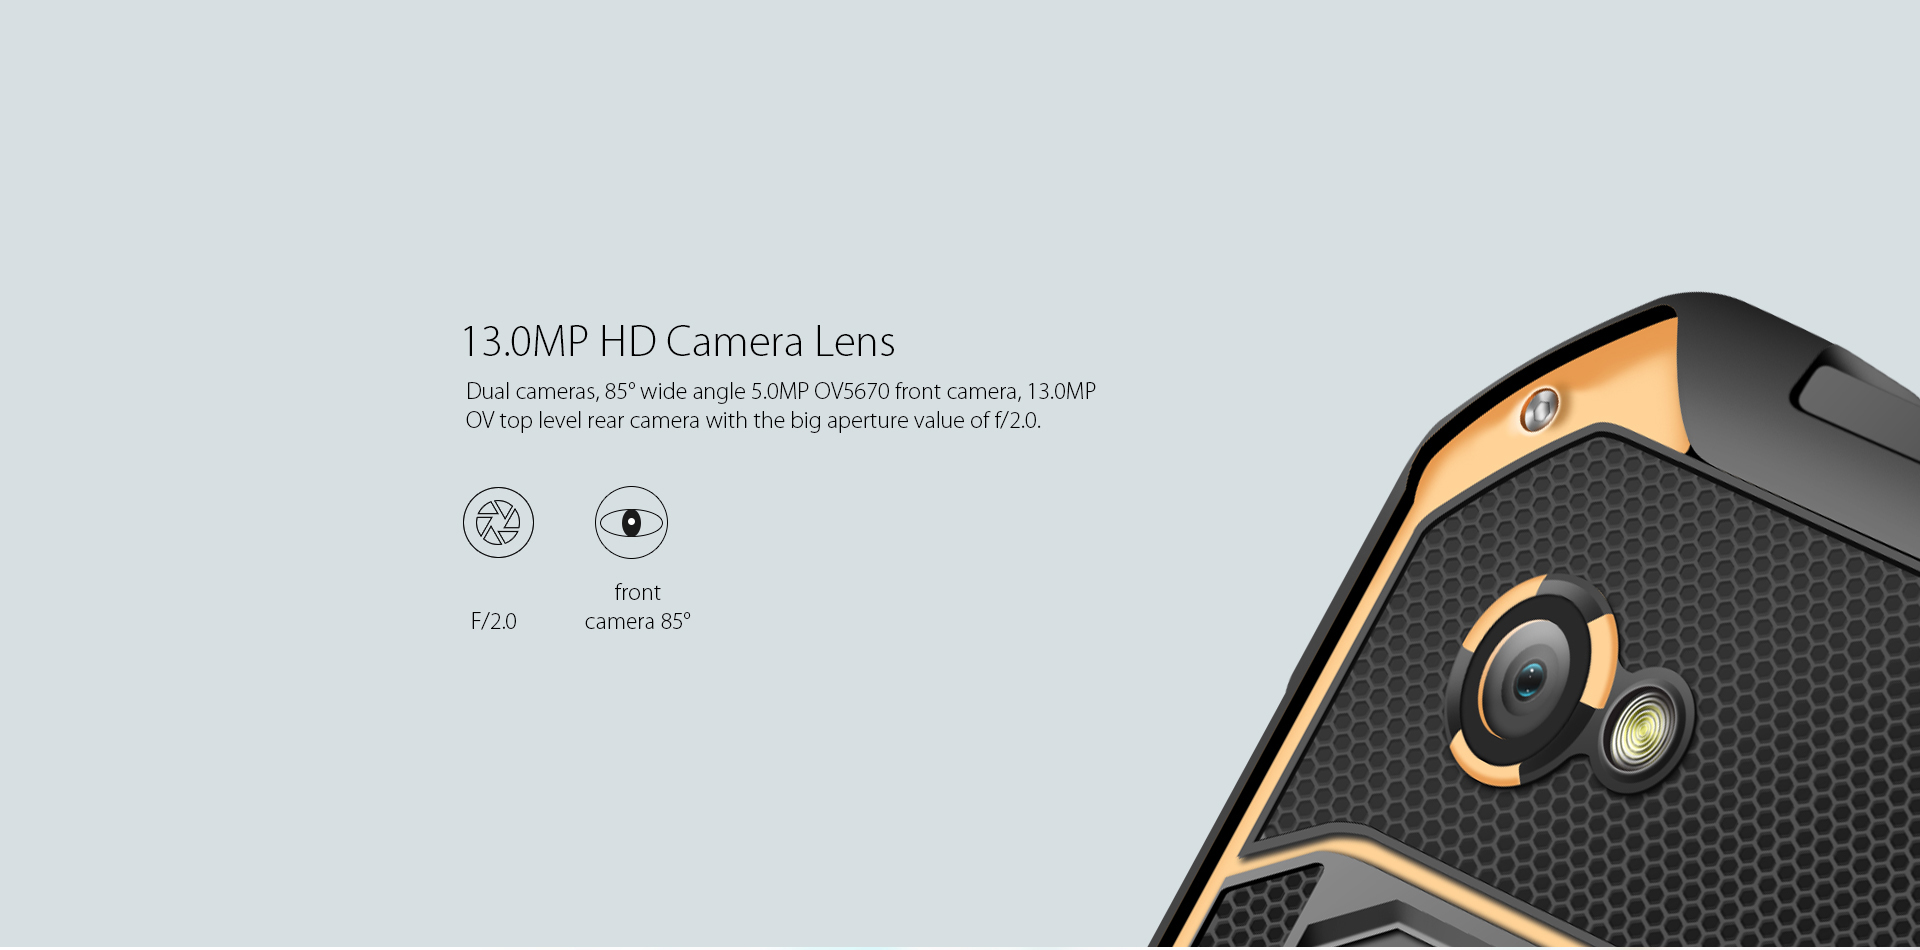 13.0MP HD Camera Lens
Dual cameras, 85° wide angle 5.0MP OV5670 front camera, 13.0MP
OV top level rear camera with the big aperture value of f/2.0.
F/2.0
front
camera 85°